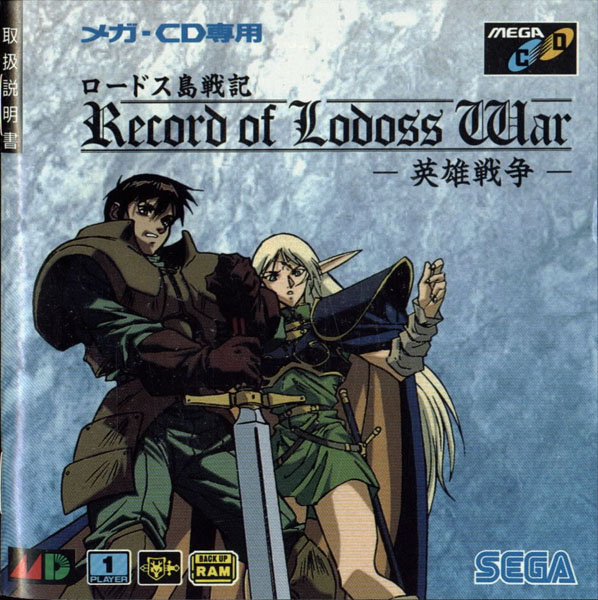 取扱説明書
メガ-CD専用
MEGA
CD
ロードス島戦記
Record of Lodoss War
— 英雄戦争 —
MD
1
PLAYER
BACK UP
RAM
SEGA